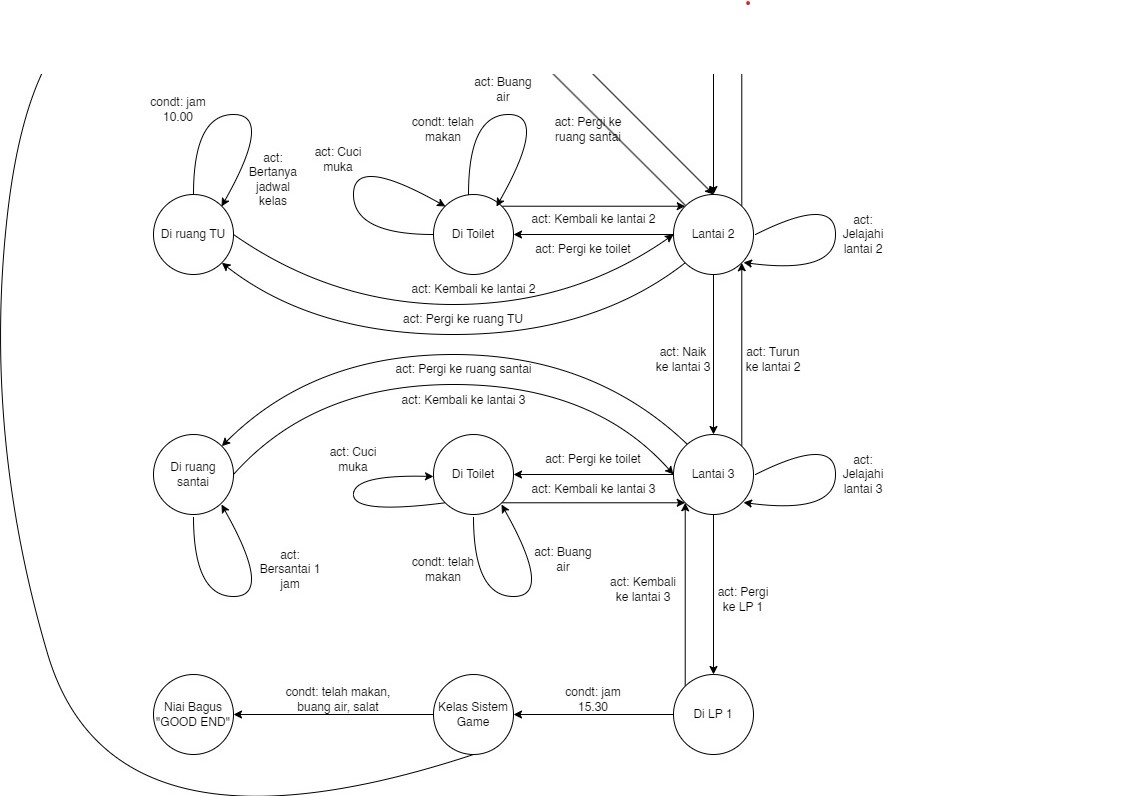 act: Buang
air
condt: jam
10.00
condt: telah
makan
act: Pergi ke
ruang santai
act: Cuci
muka
act:
Bertanya
jadwal
kelas
Di ruang TU
Di Toilet
act: Kembali ke lantai 2
act: Pergi ke toilet
Lantai 2
act:
Jelajahi
lantai 2
act: Kembali ke lantai 2
act: Pergi ke ruang TU
act: Naik
ke lantai 3
act: Turun
ke lantai 2
act: Pergi ke ruang santai
act: Kembali ke lantai 3
act: Cuci
muka
Di ruang
santai
Di Toilet
act: Pergi ke toilet
act: Kembali ke lantai 3
Lantai 3
act:
Jelajahi
lantai 3
act:
Bersantai 1
jam
condt: telah
makan
act: Buang
air
act: Kembali
ke lantai 3
act: Pergi
ke LP 1
Niai Bagus
"GOOD END"
condt: telah makan,
buang air, salat
Kelas Sistem
Game
condt: jam
15.30
Di LP 1